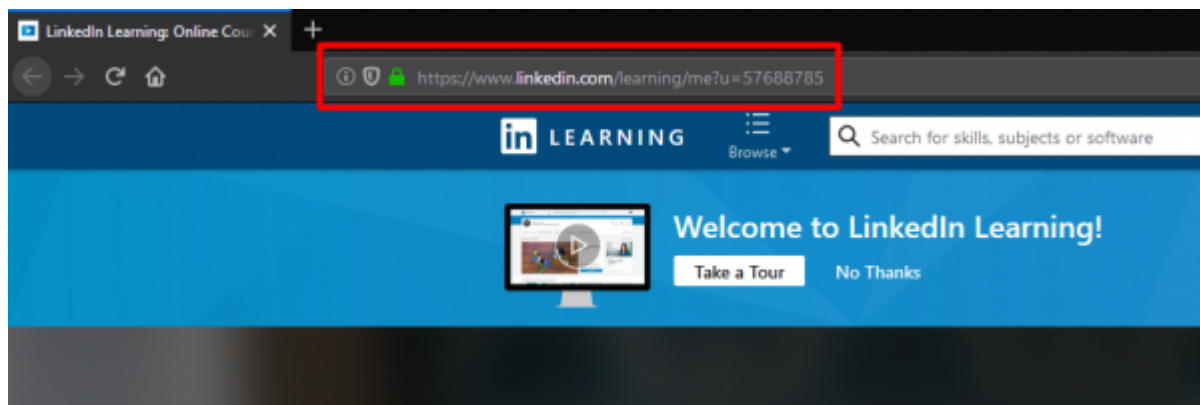 LinkedIn Learning: Online Cour
https://www.linkedin.com/learning/me?u=57688785
in LEARNING
Browse
Search for skills, subjects or software
Welcome to LinkedIn Learning!
Take a Tour
No Thanks